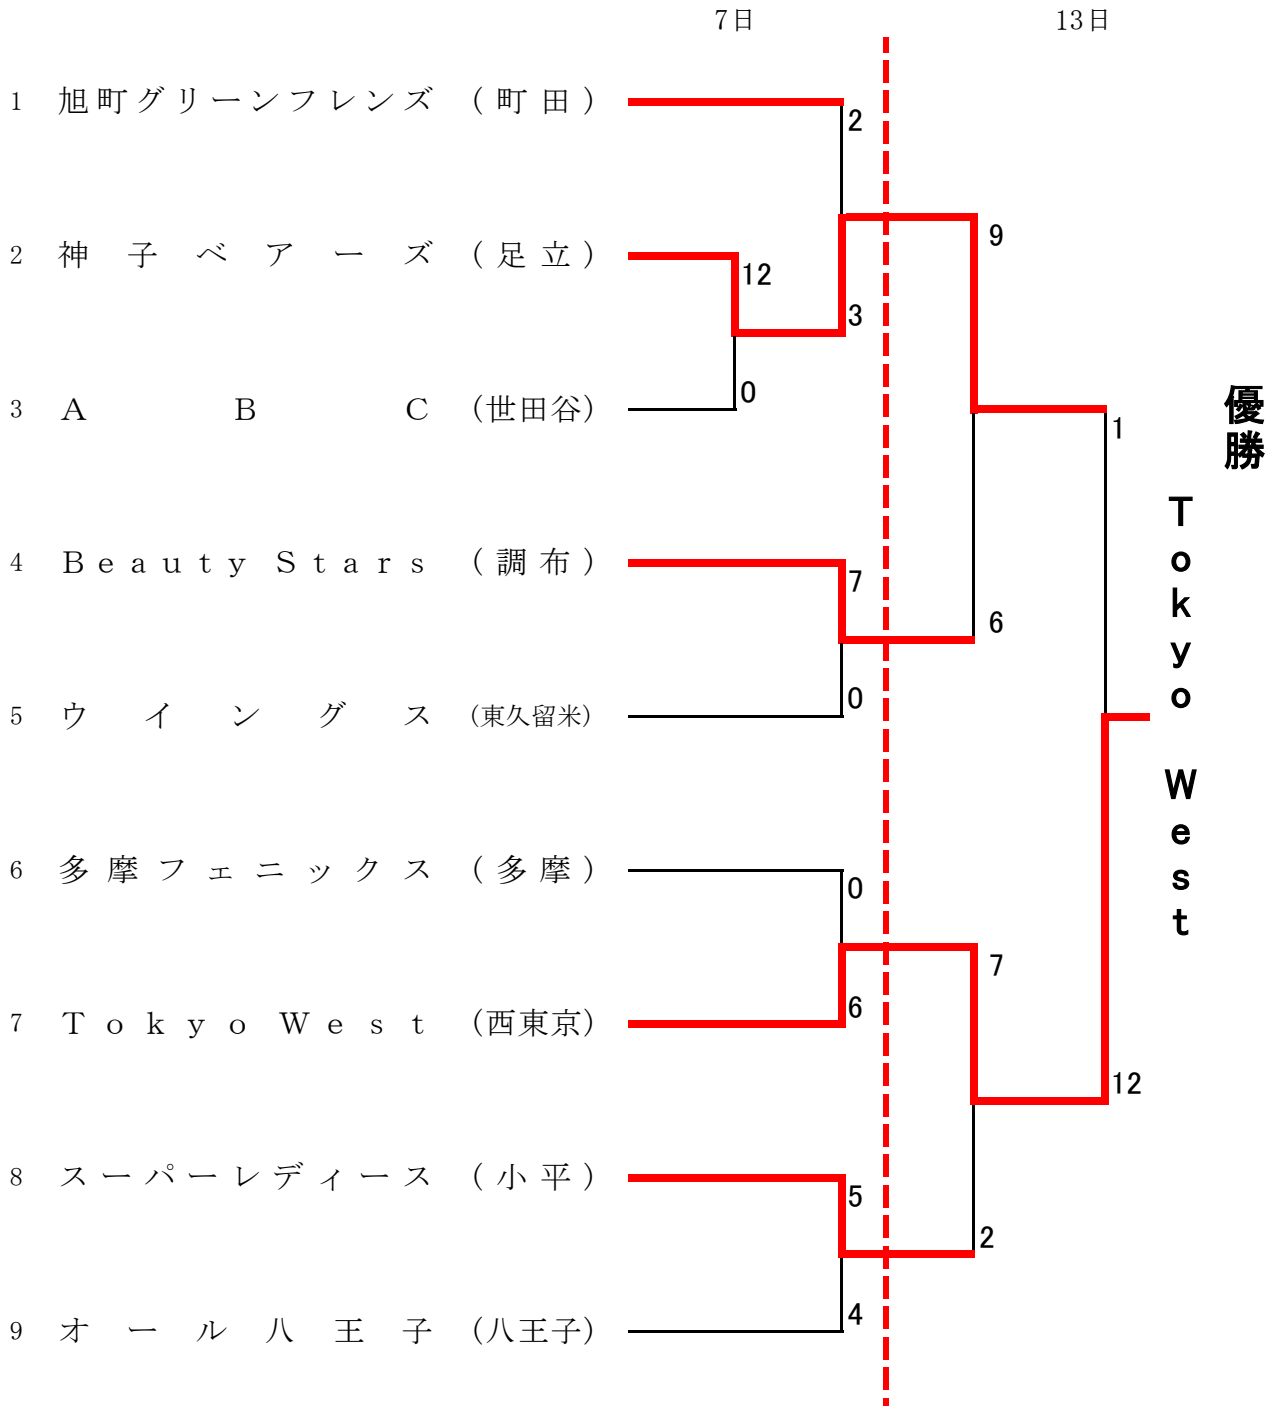 7日 13日
1 旭町グリーンフレンズ (町田)
2
9
2 神子ベアーズ (足立)
12
3
3 ABC (世田谷)
0
1
優勝
Tokyo West
4 Beauty Stars (調布)
7
6
5 ウイングス (東久留米)
0
6 多摩フェニックス (多摩)
0
7
7 Tokyo West (西東京)
6
12
8 スーパーレディース (小平)
5
2
9 オール八王子 (八王子)
4